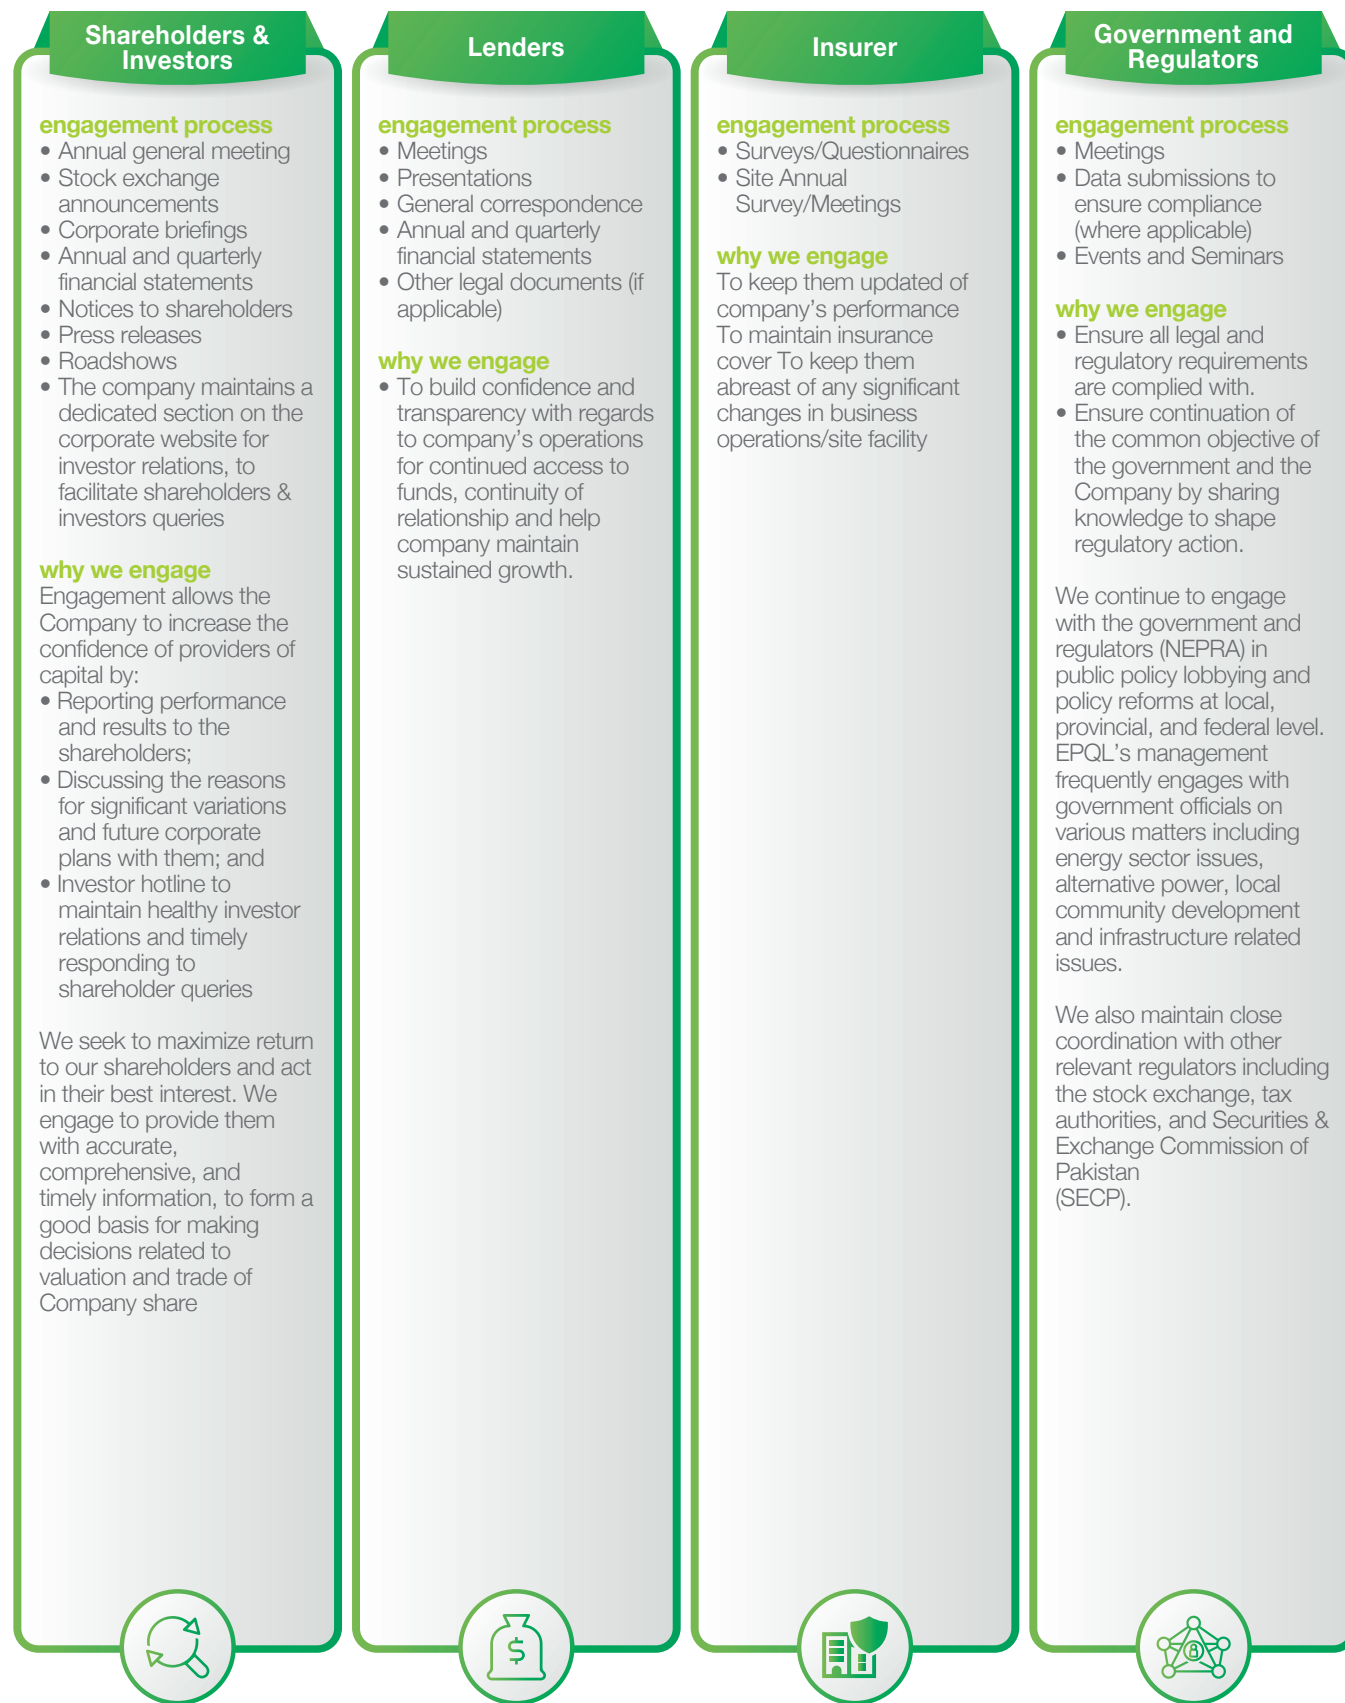 Shareholders &
Investors
engagement process
• Annual general meeting
• Stock exchange
announcements
• Corporate briefings
• Annual and quarterly
financial statements
• Notices to shareholders
• Press releases
• Roadshows
• The company maintains a
dedicated section on the
corporate website for
investor relations, to
facilitate shareholders &
investors queries
why we engage
Engagement allows the
Company to increase the
confidence of providers of
capital by:
• Reporting performance
and results to the
shareholders;
• Discussing the reasons
for significant variations
and future corporate
plans with them; and
• Investor hotline to
maintain healthy investor
relations and timely
responding to
shareholder queries
We seek to maximize return
to our shareholders and act
in their best interest. We
engage to provide them
with accurate,
comprehensive, and
timely information, to form a
good basis for making
decisions related to
valuation and trade of
Company share
Lenders
engagement process
• Meetings
• Presentations
• General correspondence
• Annual and quarterly
financial statements
• Other legal documents (if
applicable)
why we engage
• To build confidence and
transparency with regards
to company's operations
for continued access to
funds, continuity of
relationship and help
company maintain
sustained growth.
$
Insurer
engagement process
• Surveys/Questionnaires
• Site Annual
Survey/Meetings
why we engage
To keep them updated of
company's performance
To maintain insurance
cover To keep them
abreast of any significant
changes in business
operations/site facility
Government and
Regulators
engagement process
• Meetings
• Data submissions to
ensure compliance
(where applicable)
• Events and Seminars
why we engage
• Ensure all legal and
regulatory requirements
are complied with.
• Ensure continuation of
the common objective of
the government and the
Company by sharing
knowledge to shape
regulatory action.
We continue to engage
with the government and
regulators (NEPRA) in
public policy lobbying and
policy reforms at local,
provincial, and federal level.
EPQL's management
frequently engages with
government officials on
various matters including
energy sector issues,
alternative power, local
community development
and infrastructure related
issues.
We also maintain close
coordination with other
relevant regulators including
the stock exchange, tax
authorities, and Securities &
Exchange Commission of
Pakistan
(SECP).